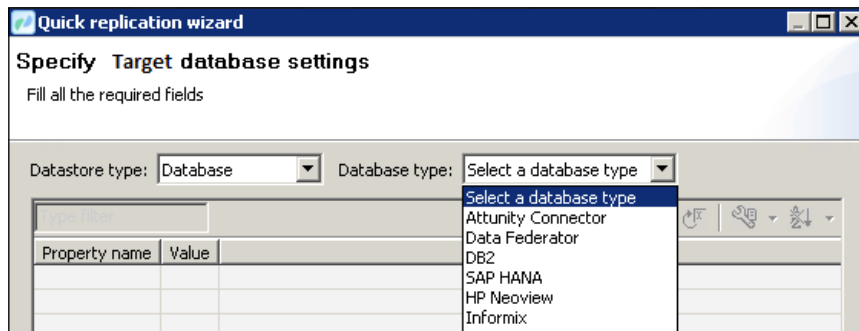 Quick replication wizard
Specify Target database settings
Fill all the required fields
Datastore type: Database Database type: Select a database type
Select a database type
Attunity Connector
Type filter
Data Federator
Property name Value
DB2
SAP HANA
HP Neoview
Informix